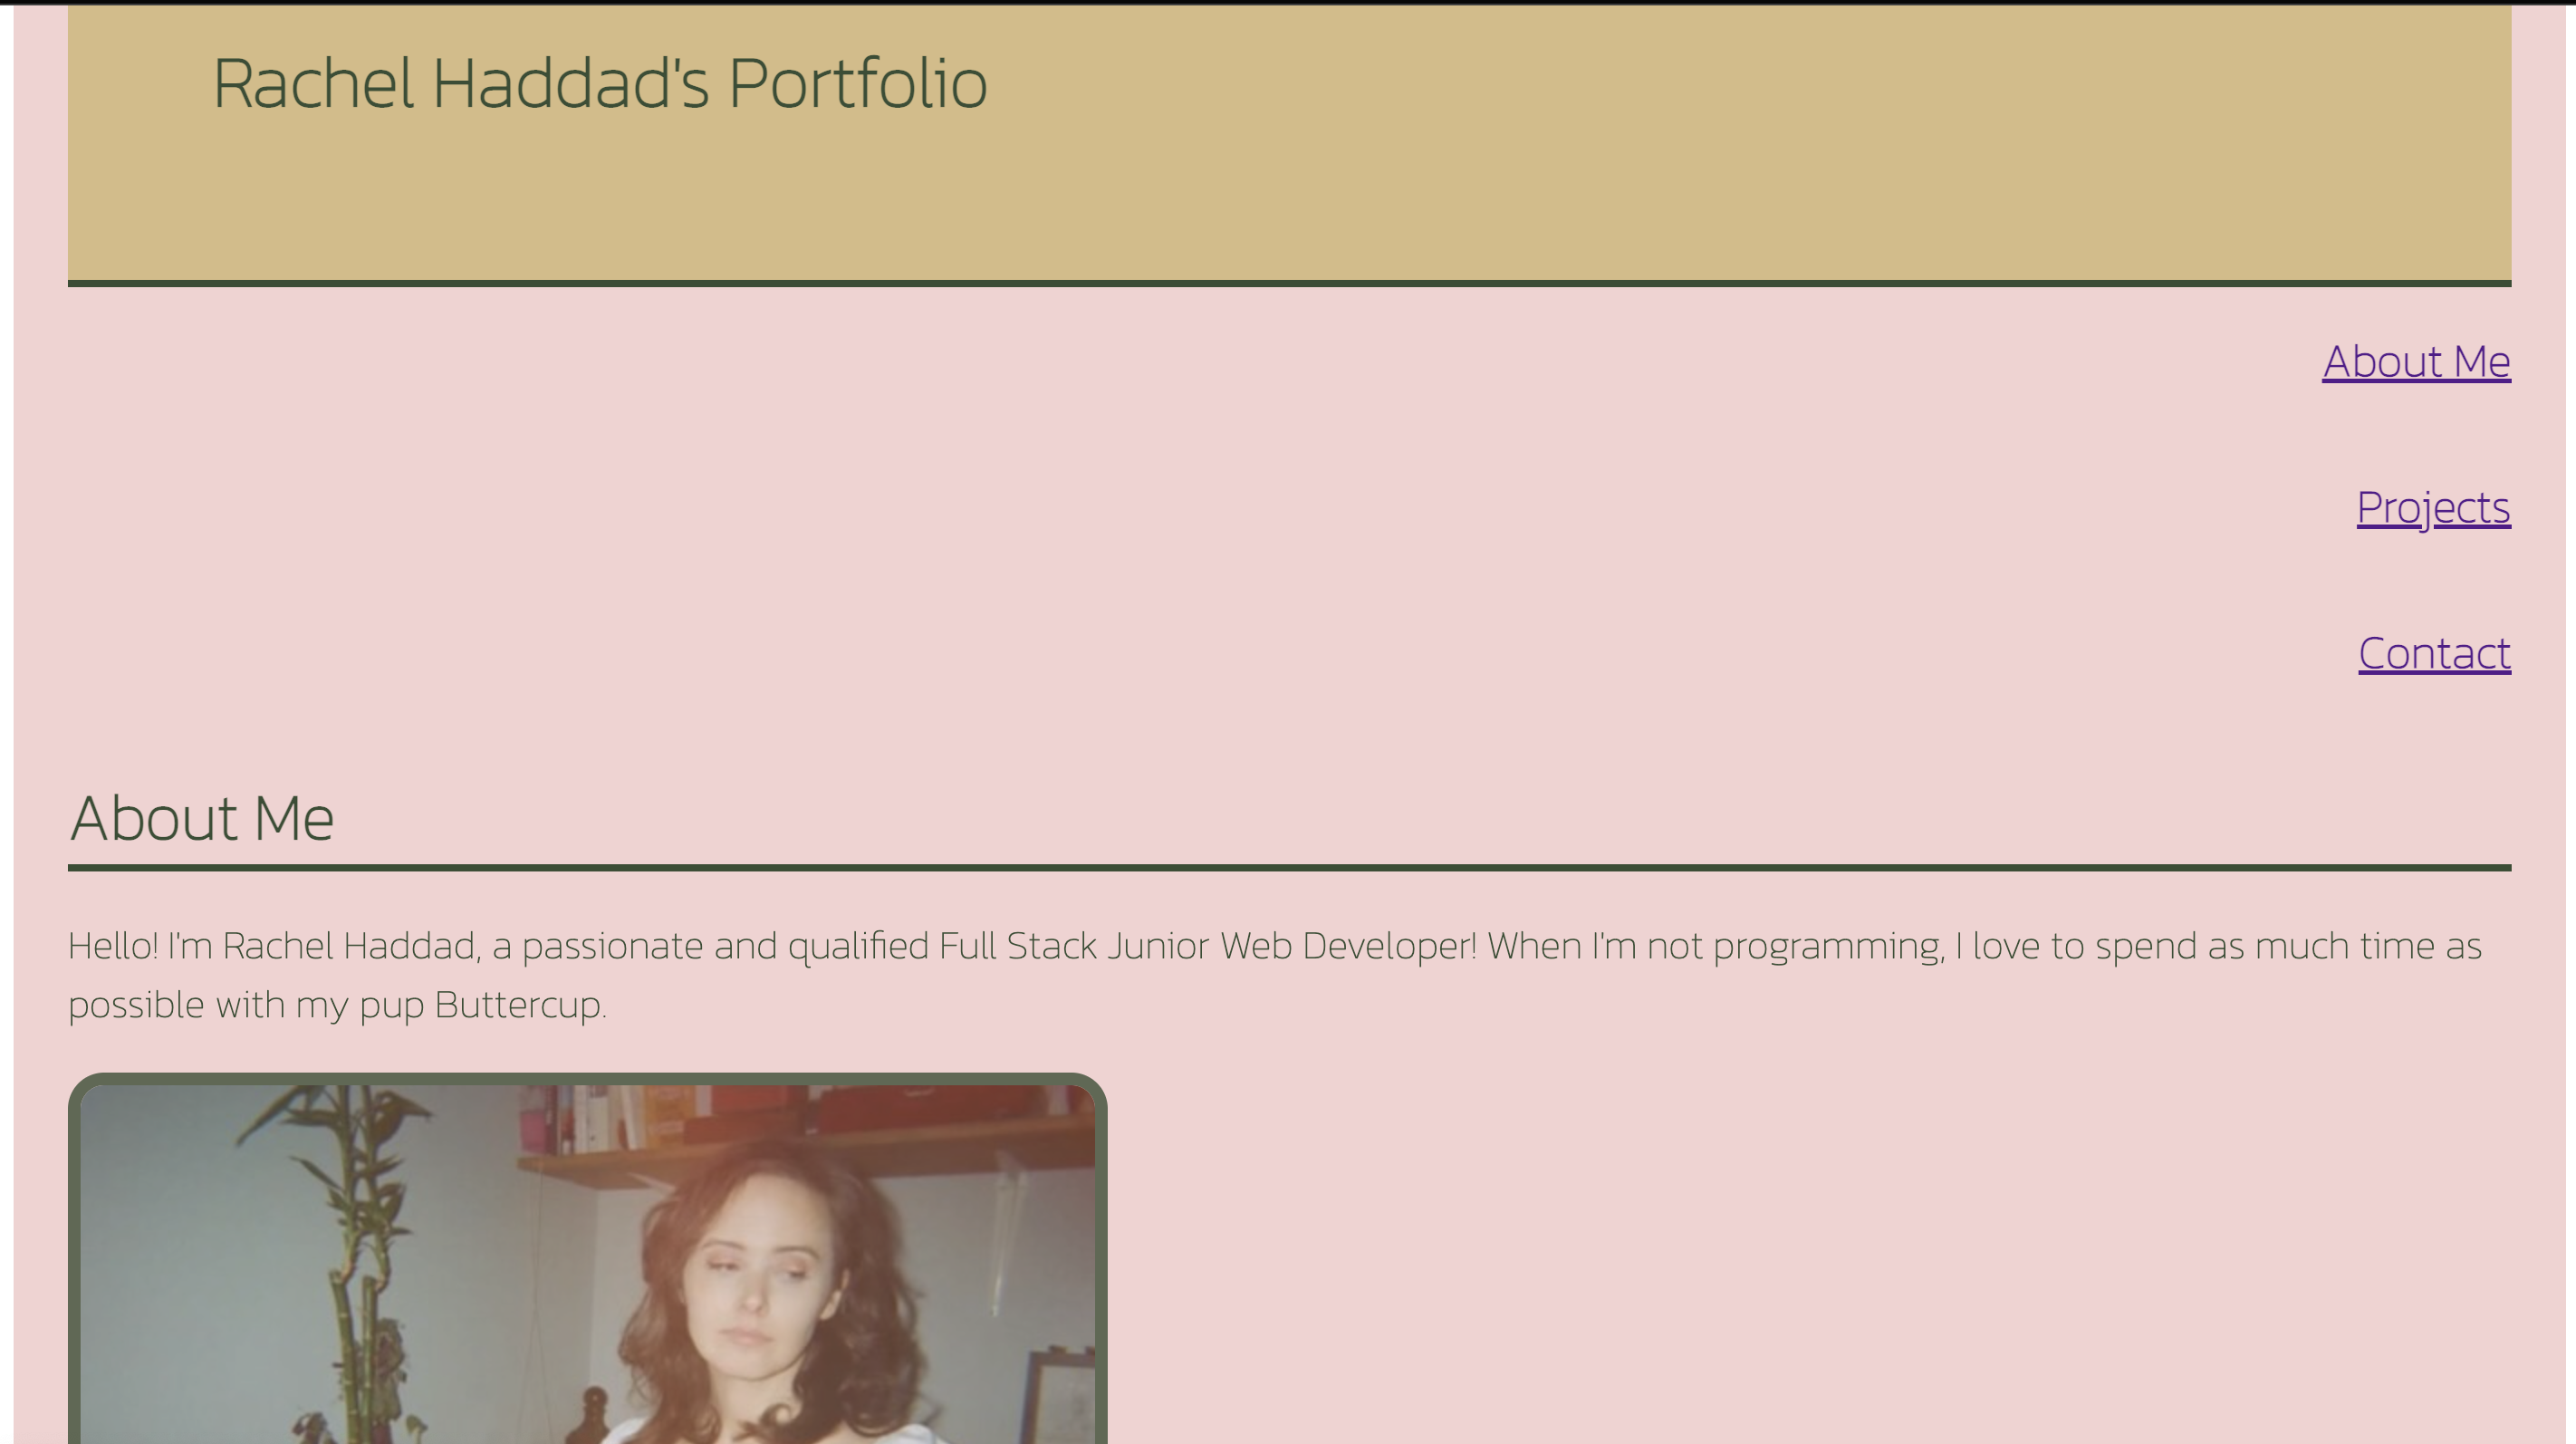 Rachel Haddad's Portfolio
About Me
Projects
Contact
About Me
Hello! I'm Rachel Haddad, a passionate and qualified Full Stack Junior Web Developer! When I'm not programming, I love to spend as much time as
possible with my pup Buttercup.